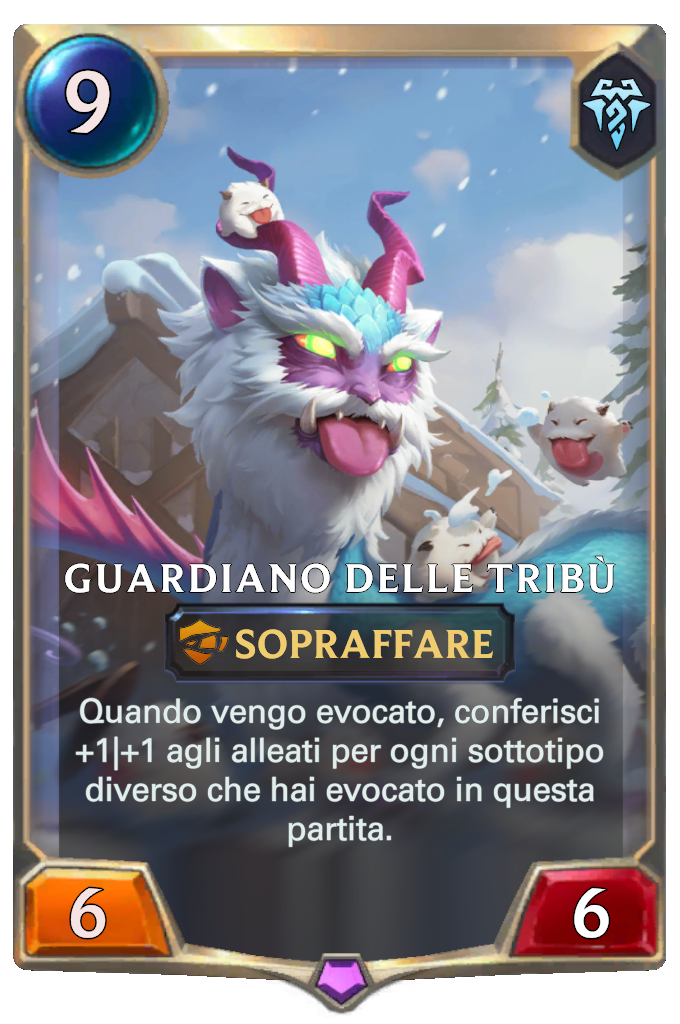 9
GUARDIANO DELLE TRIBÙ
SOPRAFFARE
Quando vengo evocato, conferisci
+1|+1 agli alleati per ogni sottotipo
diverso che hai evocato in questa
partita.
6
6